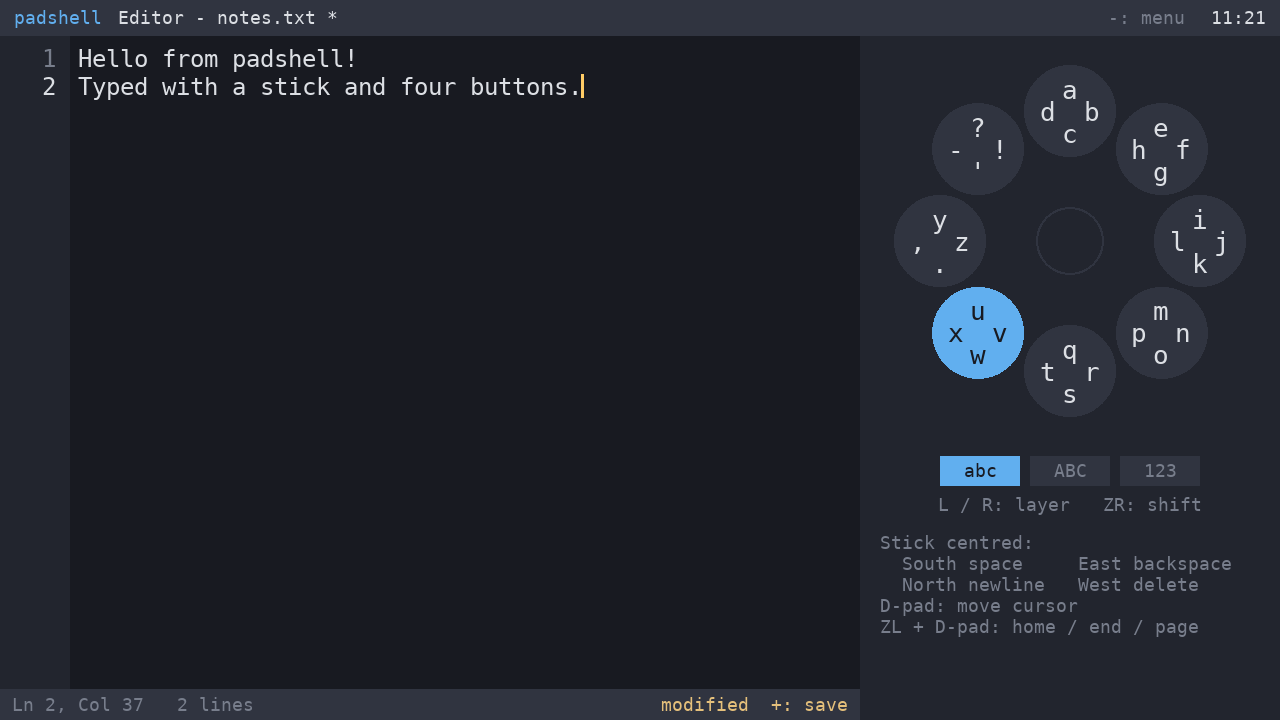 padshell Editor - notes.txt * -: menu 11:21
1 Hello from padshell!
2 Typed with a stick and four buttons.
a
d b
c
?
- !
'
e
h f
g
y
, z
.
i
l j
k
u
x v
w
m
p n
o
q
t r
s
abc ABC 123
L / R: layer ZR: shift
Stick centred:
South space East backspace
North newline West delete
D-pad: move cursor
ZL + D-pad: home / end / page
Ln 2, Col 37 2 lines modified +: save